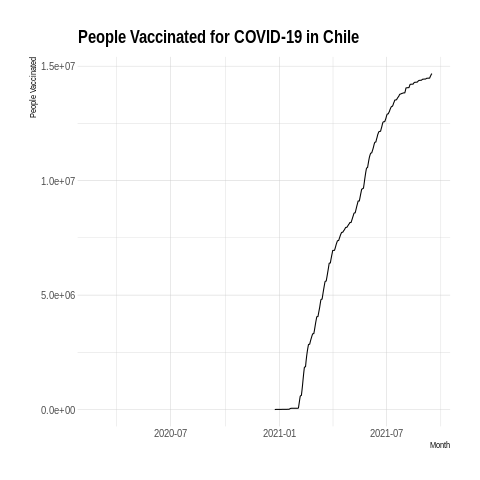 People Vaccinated for COVID-19 in Chile
People Vaccinated
1.5e+07
1.0e+07
5.0e+06
0.0e+00
2020-07
2021-01
2021-07
Month